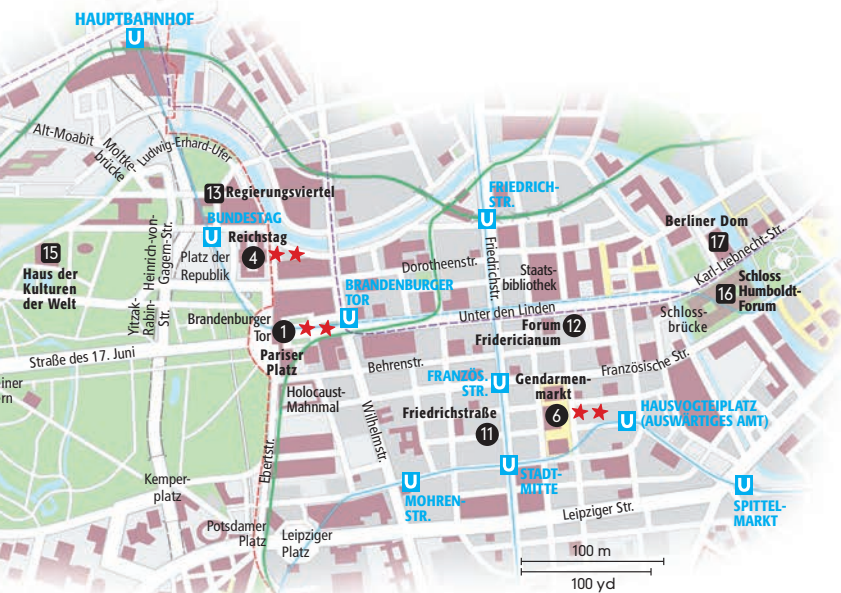 HAUPTBAHNHOF
U
Alt-Moabit
Moltke-
brücke
Ludwig-Erhard-Ufer
13 Regierungsviertel
BUNDESTAG
U
Reichstag
4
Platz der
Republik
Heinrich-von-
Gagern-Str.
15
Haus der
Kulturen
der Welt
Yitzak-
Rabin-
Str.
Brandenburger
Tor
1
Pariser
Platz
BRANDENBURGER
TOR
U
Straße des 17. Juni
einer
rn
FRIEDRICH-
STR.
U
Friedrichstr.
Dorotheenstr.
Staats-
bibliothek
Unter den Linden
Forum
Fridericianum
12
Berliner Dom
17
Karl-Liebnecht-Str.
16
Schloss
Humboldt-
Forum
Schloss-
brücke
Französische Str.
Behrenstr.
FRANZÖS.
STR.
U
Gendarmen-
markt
6
Friedrichstraße
11
HAUSVOGTEIPLATZ
(AUSWÄRTIGES AMT)
U
Holocaust-
Mahnmal
Wilhelmstr.
Ebertstr.
Kemper-
platz
U
MOHREN-
STR.
U
STADT-
MITTE
U
SPITTEL-
MARKT
Leipziger Str.
Potsdamer
Platz
Leipziger
Platz
100 m
100 yd